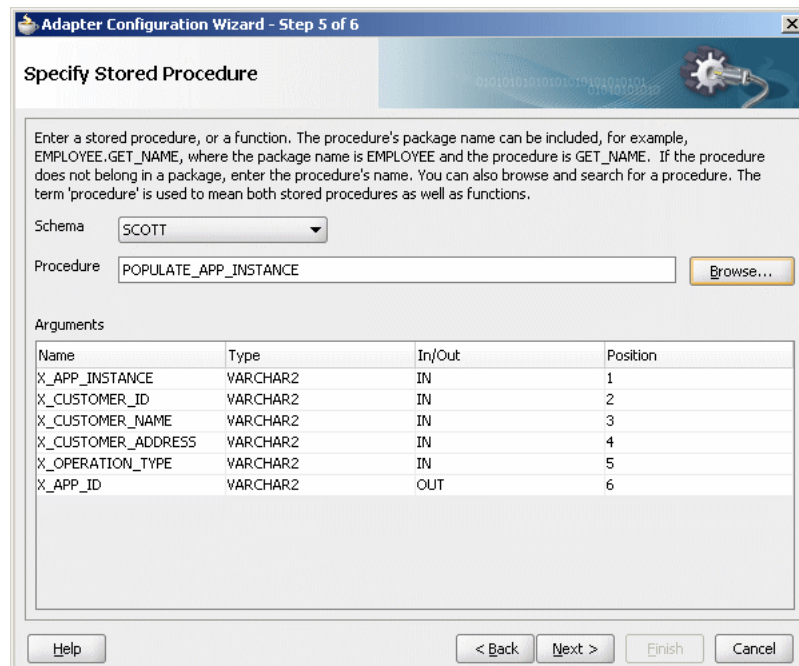 Adapter Configuration Wizard - Step 5 of 6
Specify Stored Procedure
Enter a stored procedure, or a function. The procedure's package name can be included, for example,
EMPLOYEE.GET_NAME, where the package name is EMPLOYEE and the procedure is GET_NAME. If the procedure
does not belong in a package, enter the procedure's name. You can also browse and search for a procedure. The
term 'procedure' is used to mean both stored procedures as well as functions.
Schema SCOTT
Procedure POPULATE_APP_INSTANCE Browse...
Arguments
Name Type In/Out Position
X_APP_INSTANCE VARCHAR2 IN 1
X_CUSTOMER_ID VARCHAR2 IN 2
X_CUSTOMER_NAME VARCHAR2 IN 3
X_CUSTOMER_ADDRESS VARCHAR2 IN 4
X_OPERATION_TYPE VARCHAR2 IN 5
X_APP_ID VARCHAR2 OUT 6
Help < Back Next > Finish Cancel